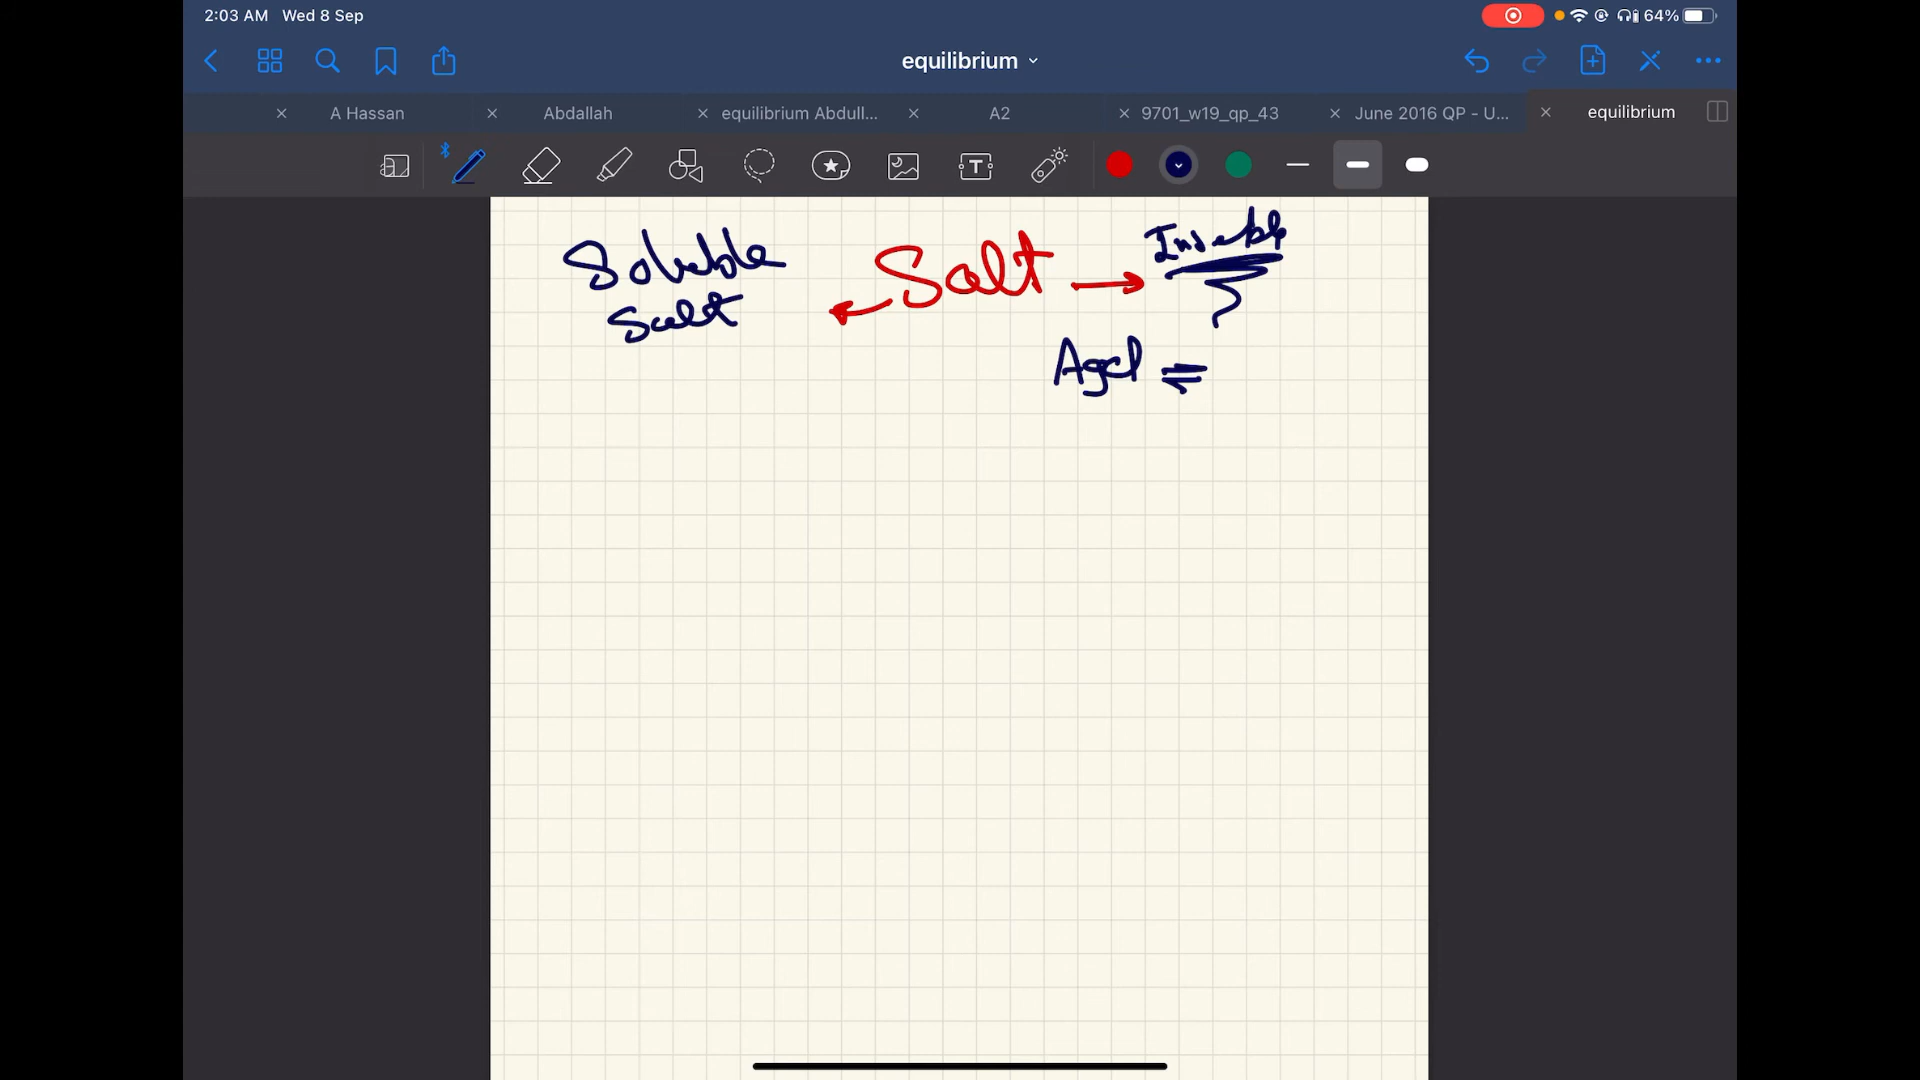 2:03 AM Wed 8 Sep 64%
equilibrium
A Hassan Abdallah equilibrium Abdull... A2 9701_w19_qp_43 June 2016 QP - U... equilibrium
Soluble Salt
Salt
AgCl ⇌